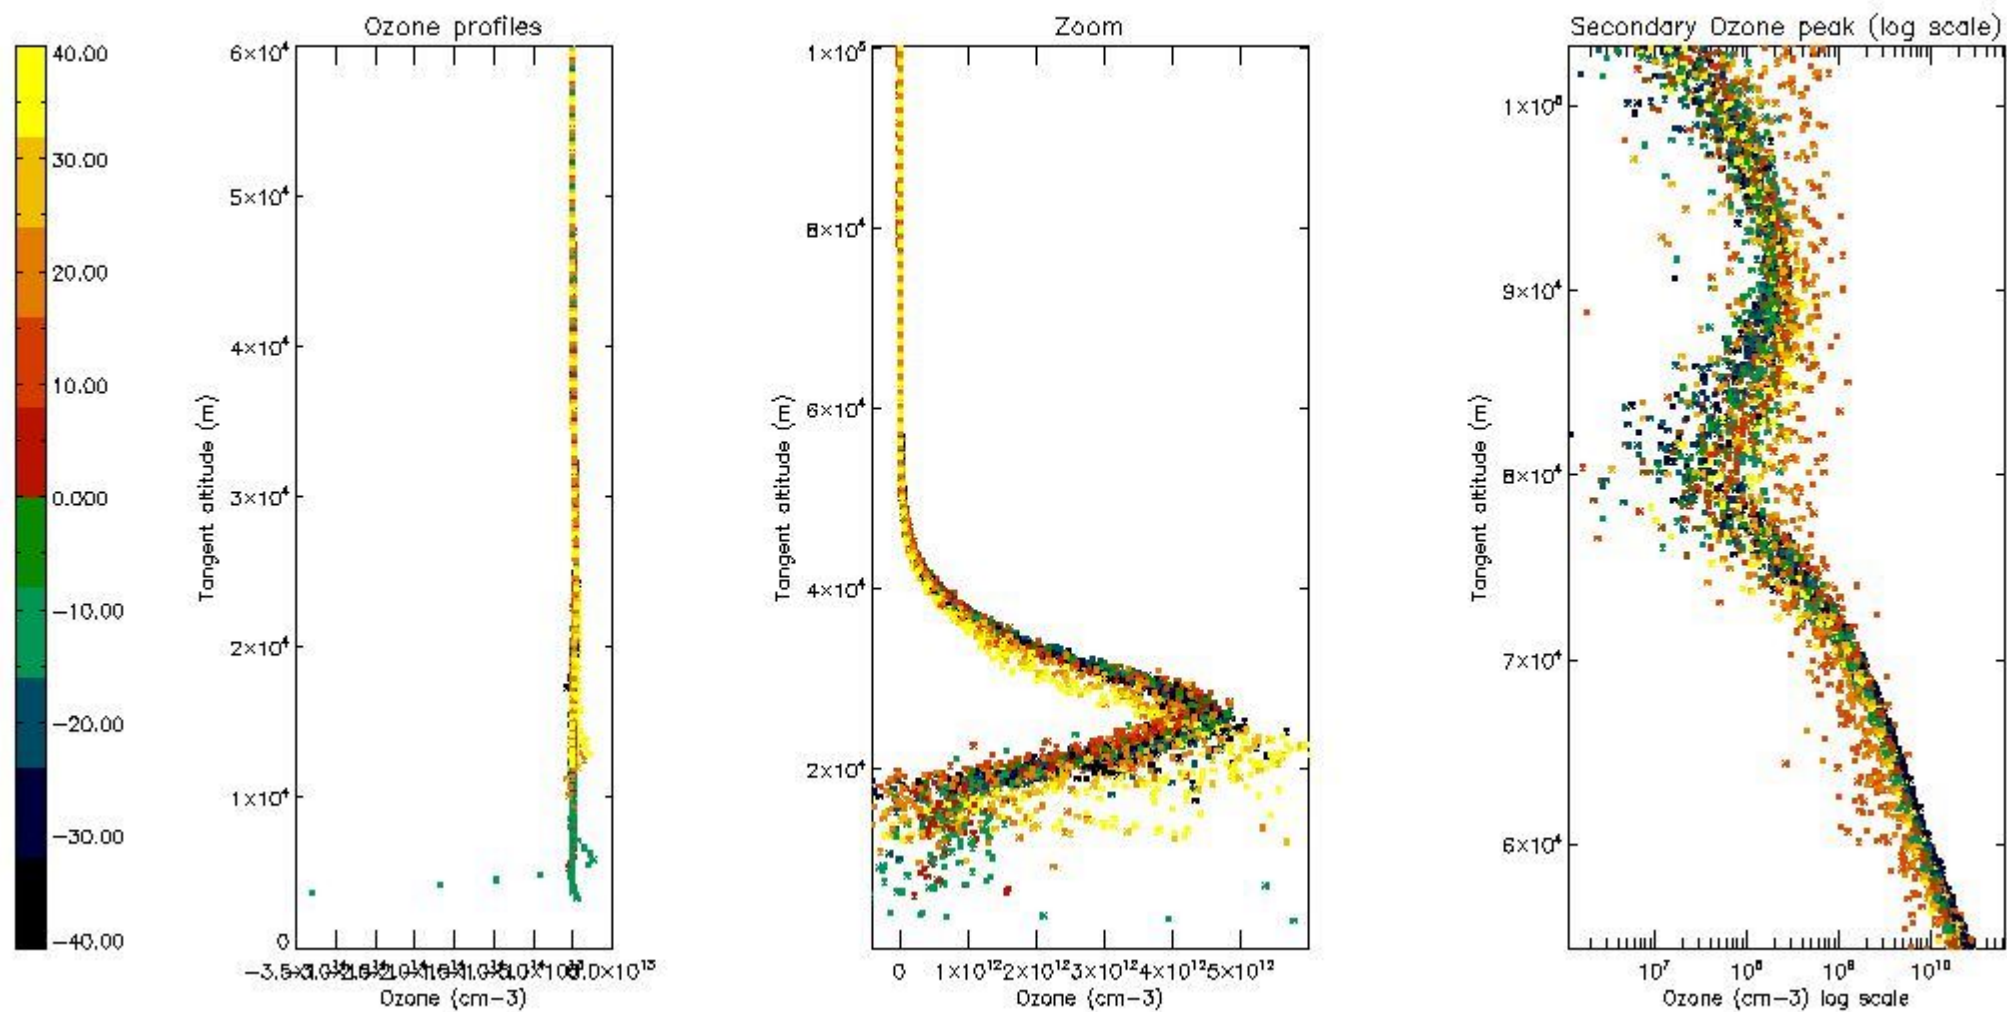 Ozone profiles
Zoom
Secondary Ozone peak (log scale)
40.00
30.00
20.00
10.00
0.000
−10.00
−20.00
−30.00
−40.00
6×10⁴
5×10⁴
4×10⁴
3×10⁴
2×10⁴
1×10⁴
0
Tangent altitude (m)
Ozone (cm−3)
1×10⁵
8×10⁴
6×10⁴
4×10⁴
2×10⁴
Tangent altitude (m)
0 1×10¹² 2×10¹² 3×10¹² 4×10¹² 5×10¹²
Ozone (cm−3)
9×10⁴
8×10⁴
7×10⁴
6×10⁴
Tangent altitude (m)
10⁷ 10⁸ 10⁹ 10¹⁰
Ozone (cm−3) log scale